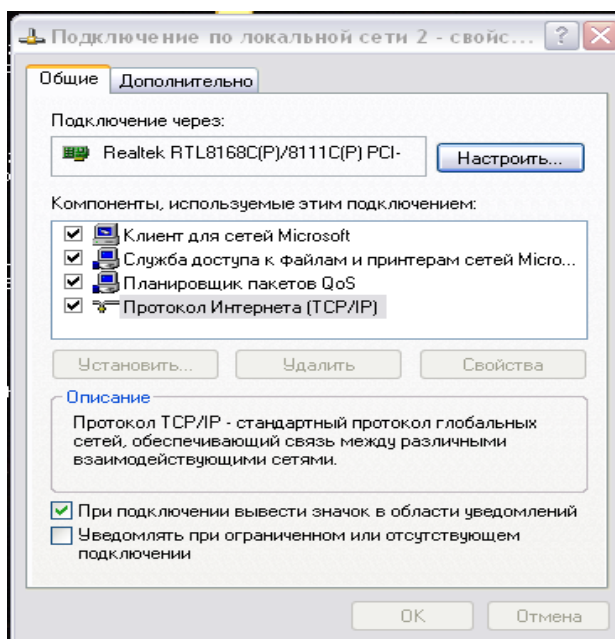 Подключение по локальной сети 2 - свойс...
Общие
Дополнительно
Подключение через:
Realtek RTL8168C(P)/8111C(P) PCI-
Настроить...
Компоненты, используемые этим подключением:
Клиент для сетей Microsoft
Служба доступа к файлам и принтерам сетей Micro...
Планировщик пакетов QoS
Протокол Интернета (TCP/IP)
Установить...
Удалить
Свойства
Описание
Протокол TCP/IP - стандартный протокол глобальных
сетей, обеспечивающий связь между различными
взаимодействующими сетями.
При подключении вывести значок в области уведомлений
Уведомлять при ограниченном или отсутствующем
подключении
OK
Отмена